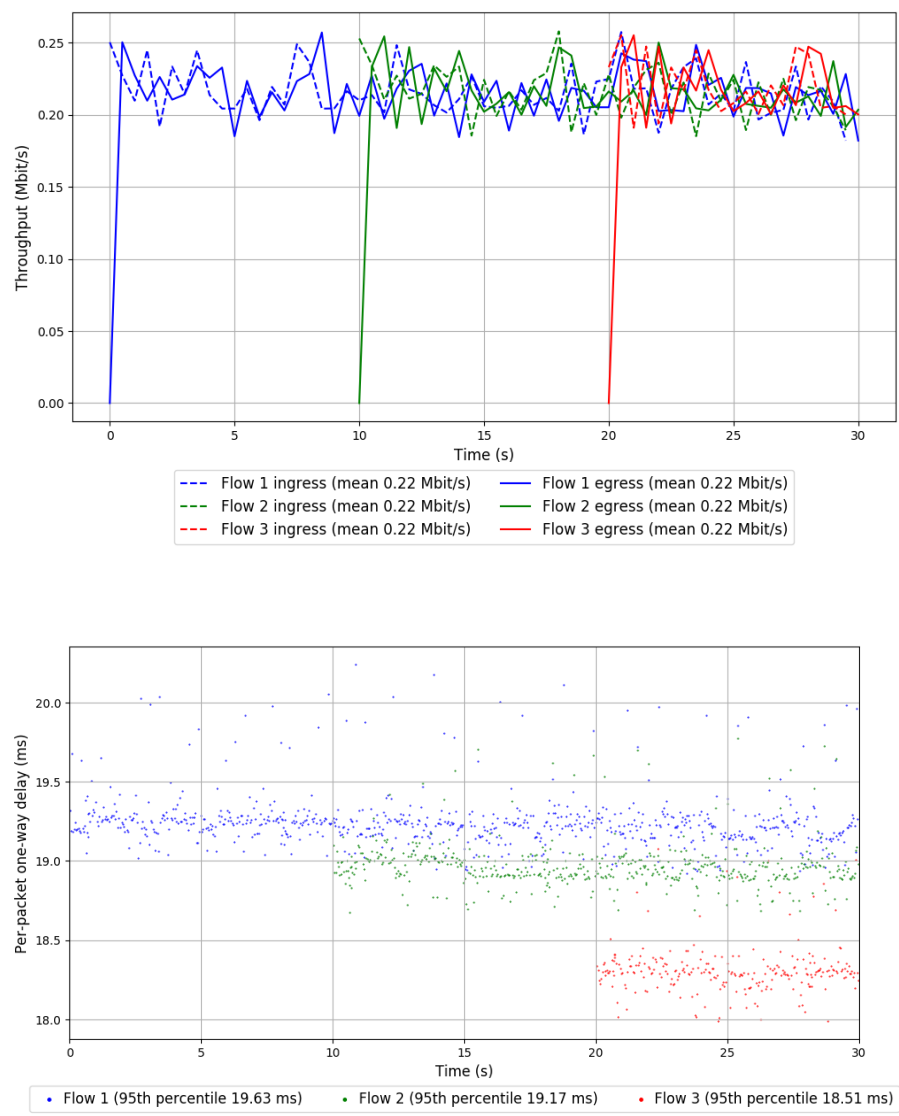 0.25
0.20
0.15
0.10
0.05
0.00
Throughput (Mbit/s)
0 5 10 15 20 25 30
Time (s)
Flow 1 ingress (mean 0.22 Mbit/s) Flow 1 egress (mean 0.22 Mbit/s)
Flow 2 ingress (mean 0.22 Mbit/s) Flow 2 egress (mean 0.22 Mbit/s)
Flow 3 ingress (mean 0.22 Mbit/s) Flow 3 egress (mean 0.22 Mbit/s)
20.0
19.5
19.0
18.5
18.0
Per-packet one-way delay (ms)
0 5 10 15 20 25 30
Time (s)
Flow 1 (95th percentile 19.63 ms) Flow 2 (95th percentile 19.17 ms) Flow 3 (95th percentile 18.51 ms)